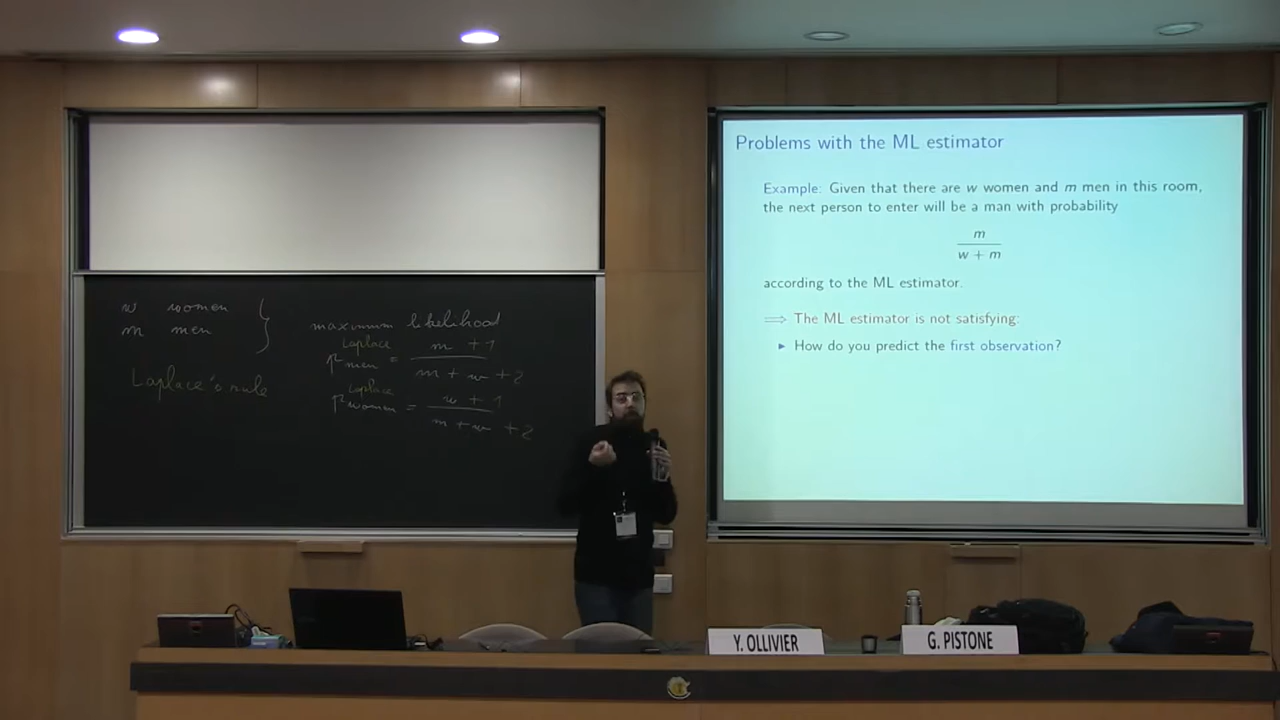 w women
m men
Laplace's rule
maximum likelihood
Laplace
p men = m + 1
m + w + 2
Laplace
p women = w + 1
m + w + 2
Problems with the ML estimator
Example: Given that there are w women and m men in this room,
the next person to enter will be a man with probability
m
w + m
according to the ML estimator.
⟹ The ML estimator is not satisfying:
▶ How do you predict the first observation?
Y. OLLIVIER
G. PISTONE